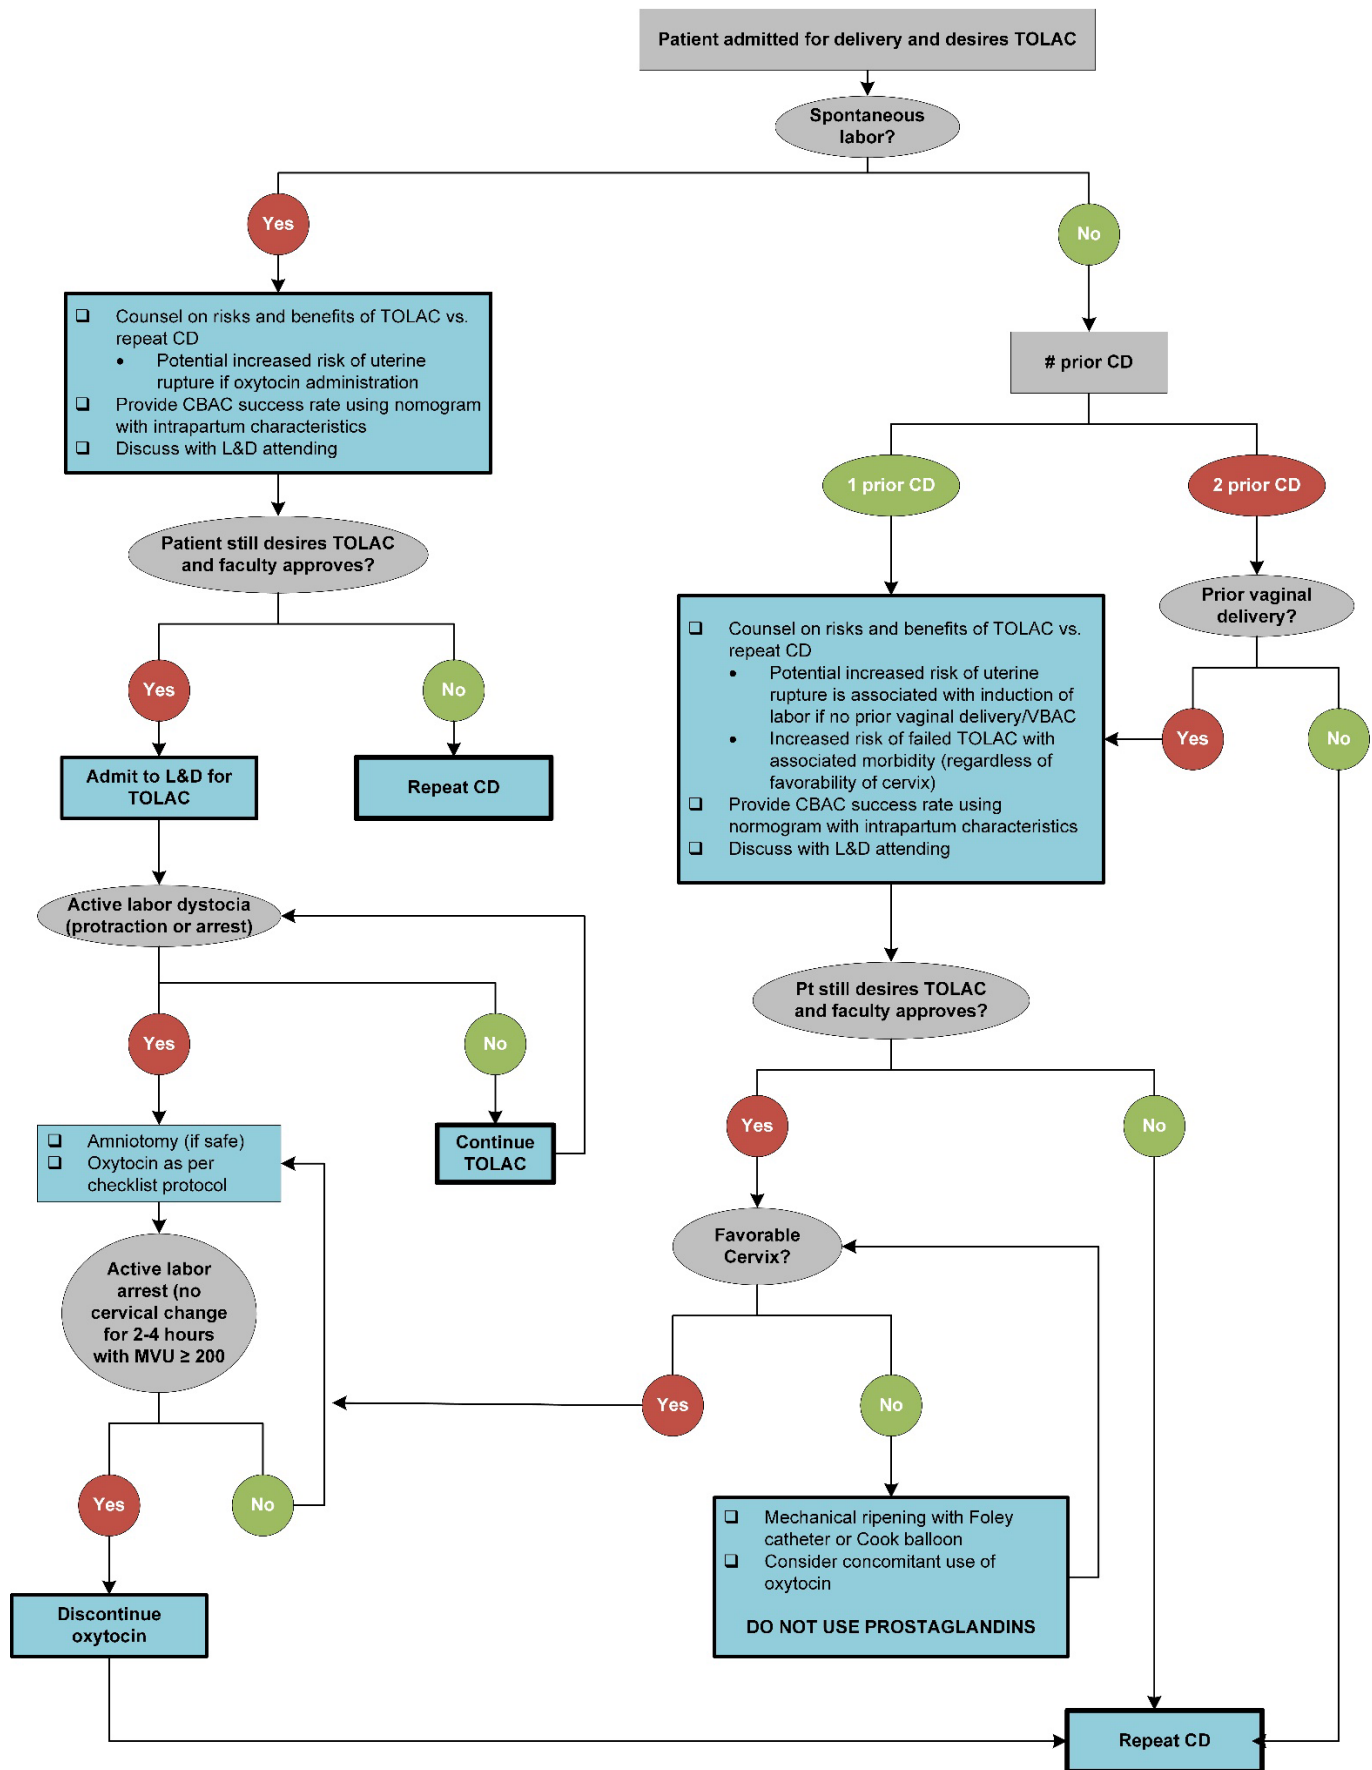 Patient admitted for delivery and desires TOLAC
Spontaneous
labor?
Yes
No
❑ Counsel on risks and benefits of TOLAC vs.
repeat CD
• Potential increased risk of uterine
rupture if oxytocin administration
❑ Provide CBAC success rate using nomogram
with intrapartum characteristics
❑ Discuss with L&D attending
# prior CD
1 prior CD
2 prior CD
Patient still desires TOLAC
and faculty approves?
Prior vaginal
delivery?
Yes
No
❑ Counsel on risks and benefits of TOLAC vs.
repeat CD
• Potential increased risk of uterine
rupture is associated with induction of
labor if no prior vaginal delivery/VBAC
• Increased risk of failed TOLAC with
associated morbidity (regardless of
favorability of cervix)
❑ Provide CBAC success rate using
normogram with intrapartum characteristics
❑ Discuss with L&D attending
Yes
No
Admit to L&D for
TOLAC
Repeat CD
Active labor dystocia
(protraction or arrest)
Pt still desires TOLAC
and faculty approves?
Yes
No
Yes
No
❑ Amniotomy (if safe)
❑ Oxytocin as per
checklist protocol
Continue
TOLAC
Favorable
Cervix?
Active labor
arrest (no
cervical change
for 2-4 hours
with MVU ≥ 200
Yes
No
Yes
No
❑ Mechanical ripening with Foley
catheter or Cook balloon
❑ Consider concomitant use of
oxytocin
DO NOT USE PROSTAGLANDINS
Discontinue
oxytocin
Repeat CD